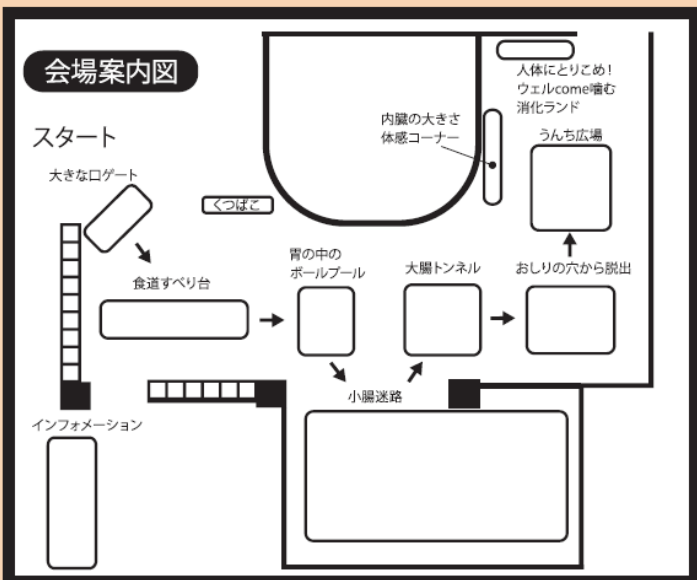 会場案内図
スタート
大きな口ゲート
くつばこ
食道すべり台
胃の中の
ボールプール
小腸迷路
大腸トンネル
おしりの穴から脱出
うんち広場
内臓の大きさ
体感コーナー
人体にとりこめ！
ウェルcome噛む
消化ランド
インフォメーション